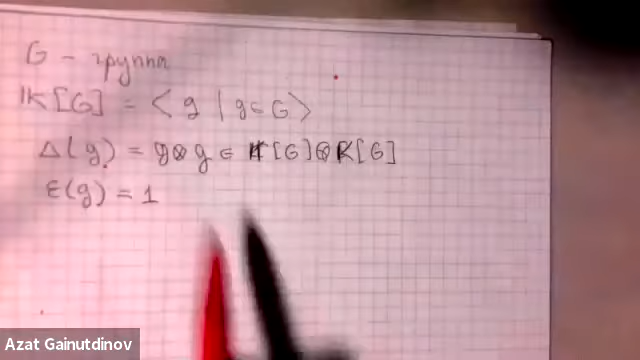 G - группа
𝕜[G] = < g | g ∈ G >
Δ(g) = g⊗g ∈ 𝕜[G]⊗𝕜[G]
ε(g) = 1
Azat Gainutdinov